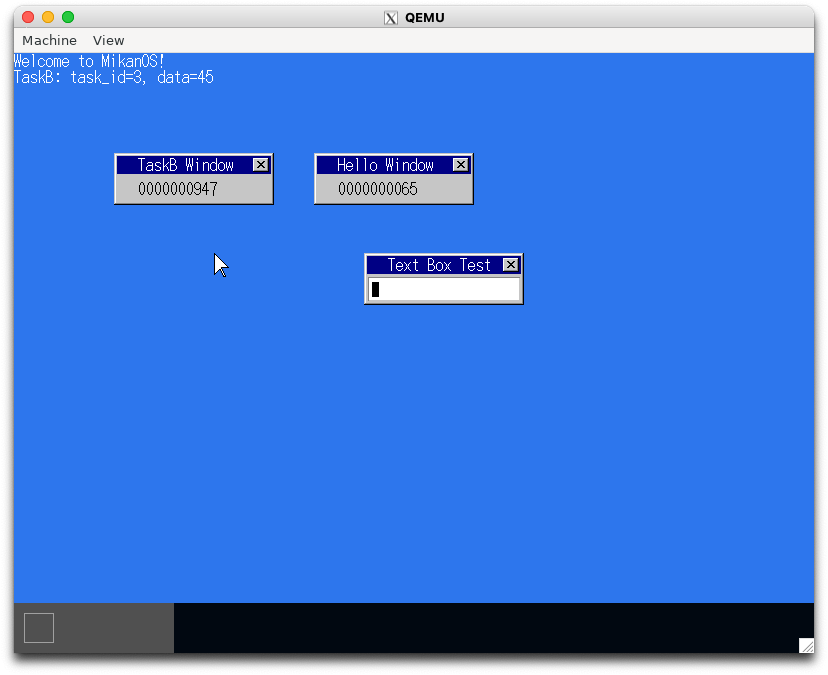 QEMU
Machine View
Welcome to MikanOS!
TaskB: task_id=3, data=45
TaskB Window
0000000947
Hello Window
0000000065
Text Box Test